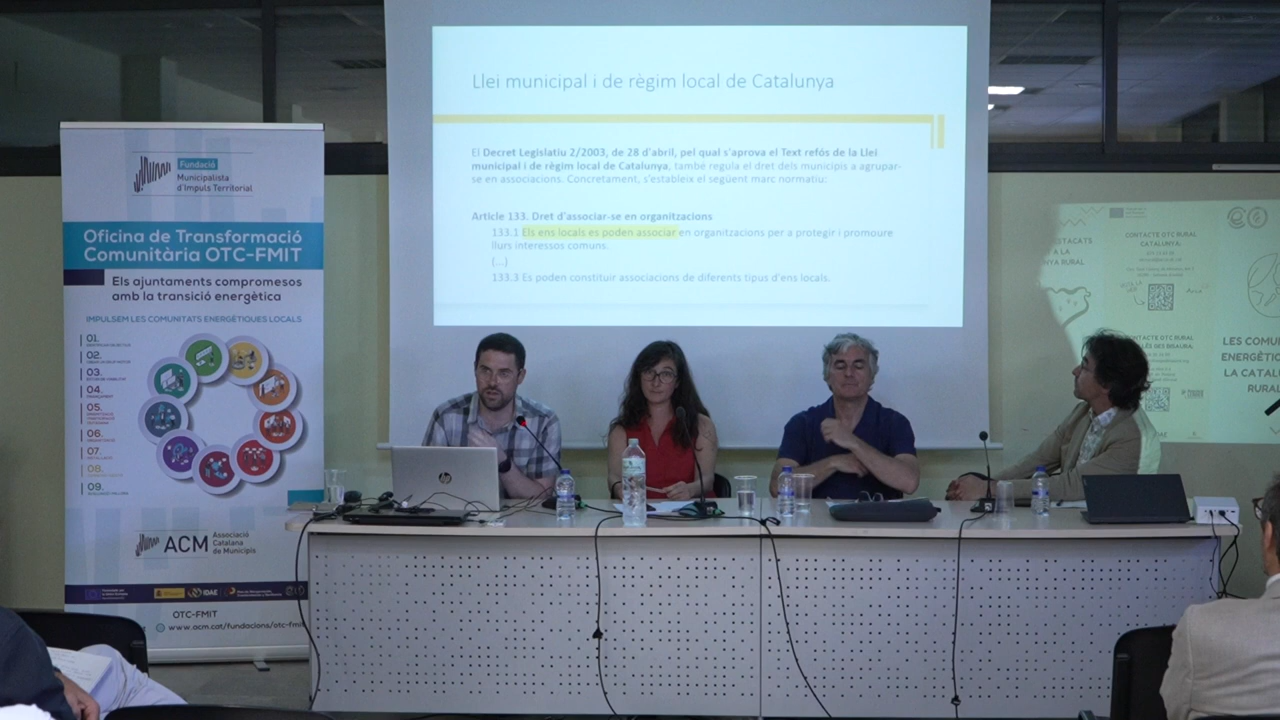 Llei municipal i de règim local de Catalunya
El Decret Legislatiu 2/2003, de 28 d'abril, pel qual s'aprova el Text refós de la Llei
municipal i de règim local de Catalunya, també regula el dret dels municipis a agrupar-
se en associacions. Concretament, s'estableix el següent marc normatiu:
Article 133. Dret d'associar-se en organitzacions
133.1 Els ens locals es poden associar en organitzacions per a protegir i promoure
llurs interessos comuns.
(...)
133.3 Es poden constituir associacions de diferents tipus d'ens locals.
Fundació
Municipalista
d'Impuls Territorial
Oficina de Transformació
Comunitària OTC-FMIT
Els ajuntaments compromesos
amb la transició energètica
IMPULSEM LES COMUNITATS ENERGÈTIQUES LOCALS
01.
02.
03.
04.
05.
06.
07.
08.
09.
ACM Associació
Catalana
de Municipis
IDAE
OTC-FMIT
www.acm.cat/fundacions/otc-fmit
hp
CONTACTE OTC RURAL
CATALUNYA:
CONTACTE OTC RURAL
LES COMU
ENERGÈTI
LA CATAL
RURA